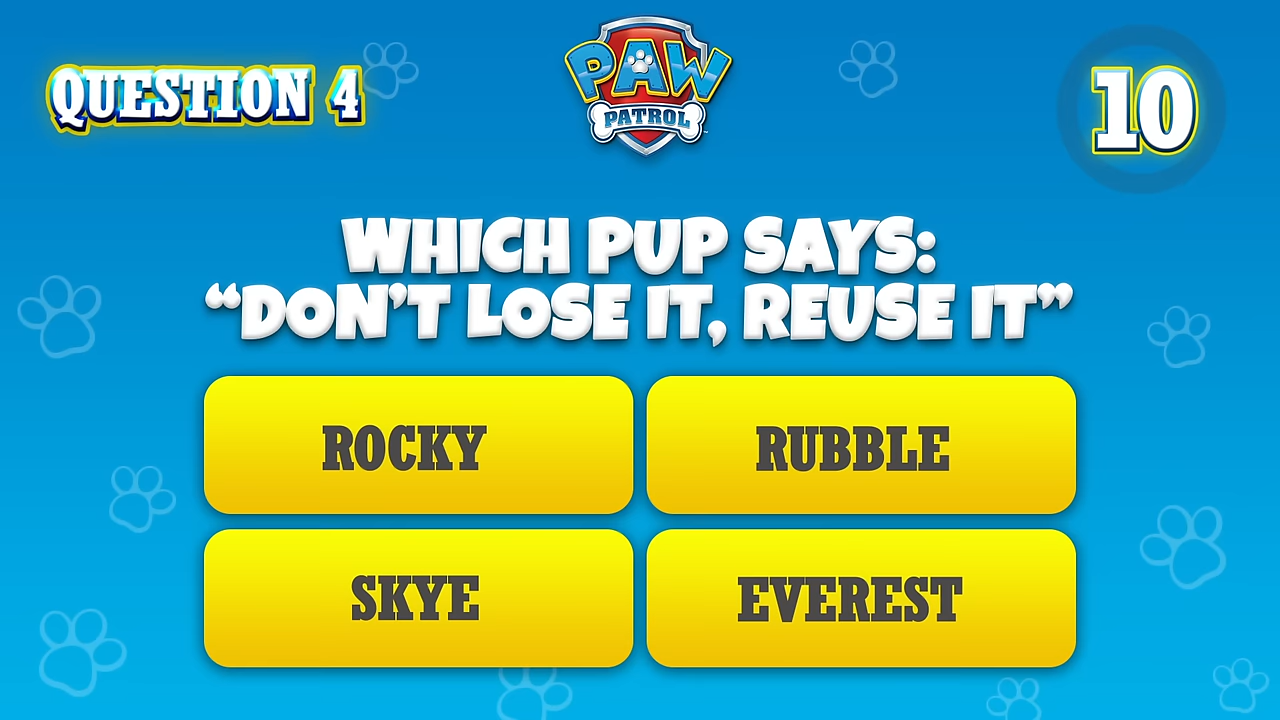 QUESTION 4
PAW
PATROL
10
WHICH PUP SAYS:
“DON’T LOSE IT, REUSE IT”
ROCKY
RUBBLE
SKYE
EVEREST